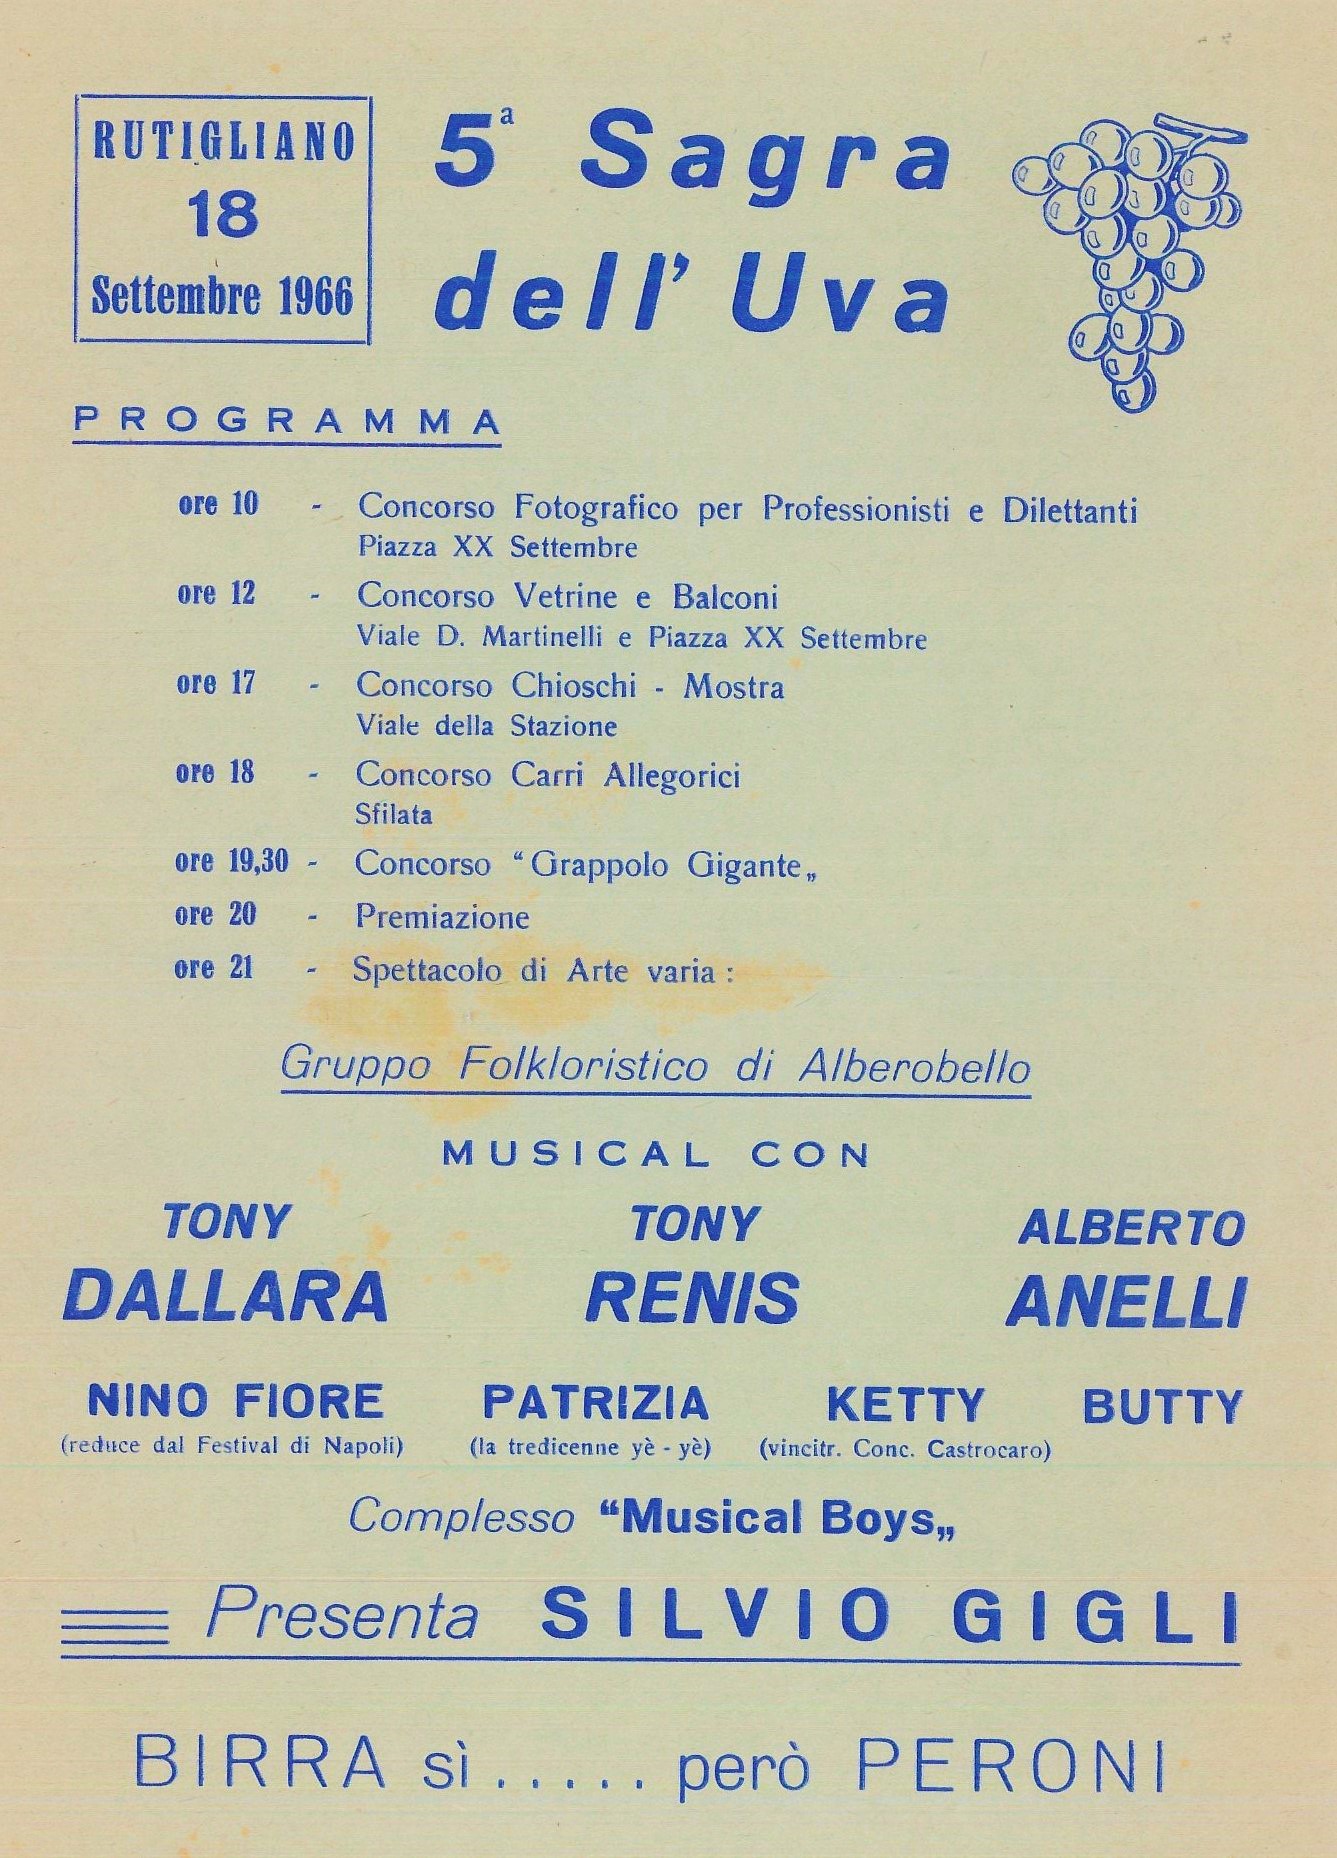 RUTIGLIANO
18
Settembre 1966
5ª Sagra
dell' Uva
PROGRAMMA
ore 10 - Concorso Fotografico per Professionisti e Dilettanti
Piazza XX Settembre
ore 12 - Concorso Vetrine e Balconi
Viale D. Martinelli e Piazza XX Settembre
ore 17 - Concorso Chioschi - Mostra
Viale della Stazione
ore 18 - Concorso Carri Allegorici
Sfilata
ore 19,30 - Concorso “Grappolo Gigante„
ore 20 - Premiazione
ore 21 - Spettacolo di Arte varia :
Gruppo Folkloristico di Alberobello
MUSICAL CON
TONY DALLARA
TONY RENIS
ALBERTO ANELLI
NINO FIORE PATRIZIA KETTY BUTTY
(reduce dal Festival di Napoli) (la tredicenne yè - yè) (vincitr. Conc. Castrocaro)
Complesso “Musical Boys„
Presenta SILVIO GIGLI
BIRRA sì ..... però PERONI